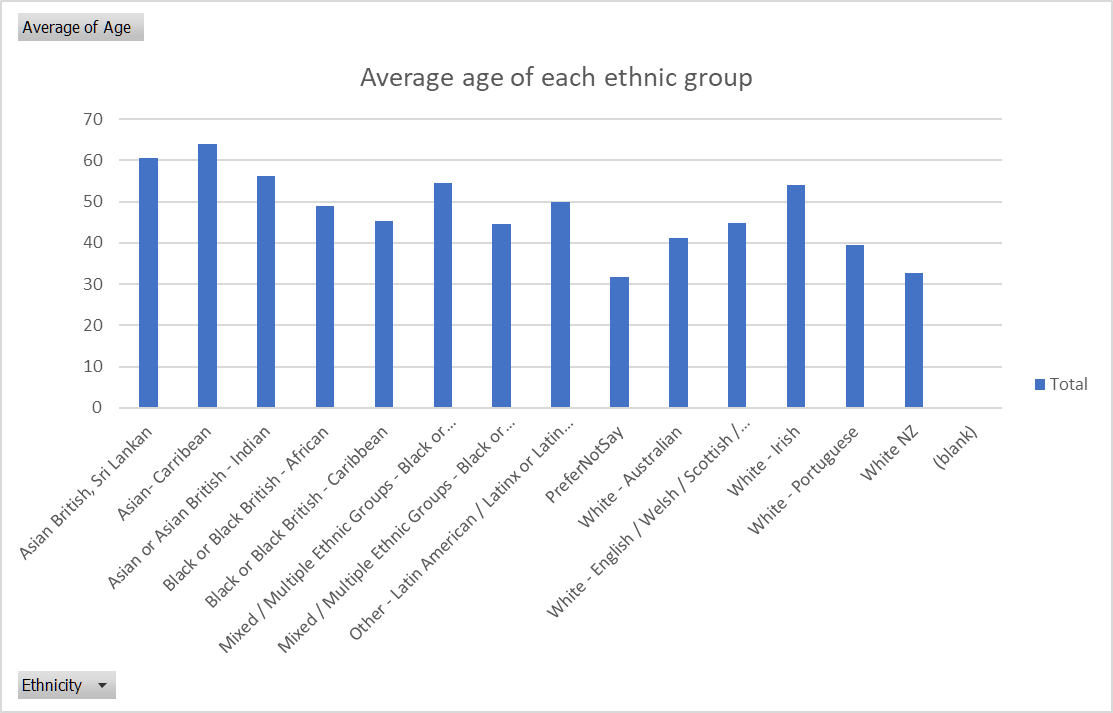 Average of Age
Average age of each ethnic group
70
60
50
40
30
20
10
0
Total
Asian British, Sri Lankan
Asian- Carribean
Asian or Asian British - Indian
Black or Black British - African
Black or Black British - Caribbean
Mixed / Multiple Ethnic Groups - Black or…
Mixed / Multiple Ethnic Groups - Black or…
Other - Latin American / Latinx or Latin…
PreferNotSay
White - Australian
White - English / Welsh / Scottish /…
White - Irish
White - Portuguese
White NZ
(blank)
Ethnicity